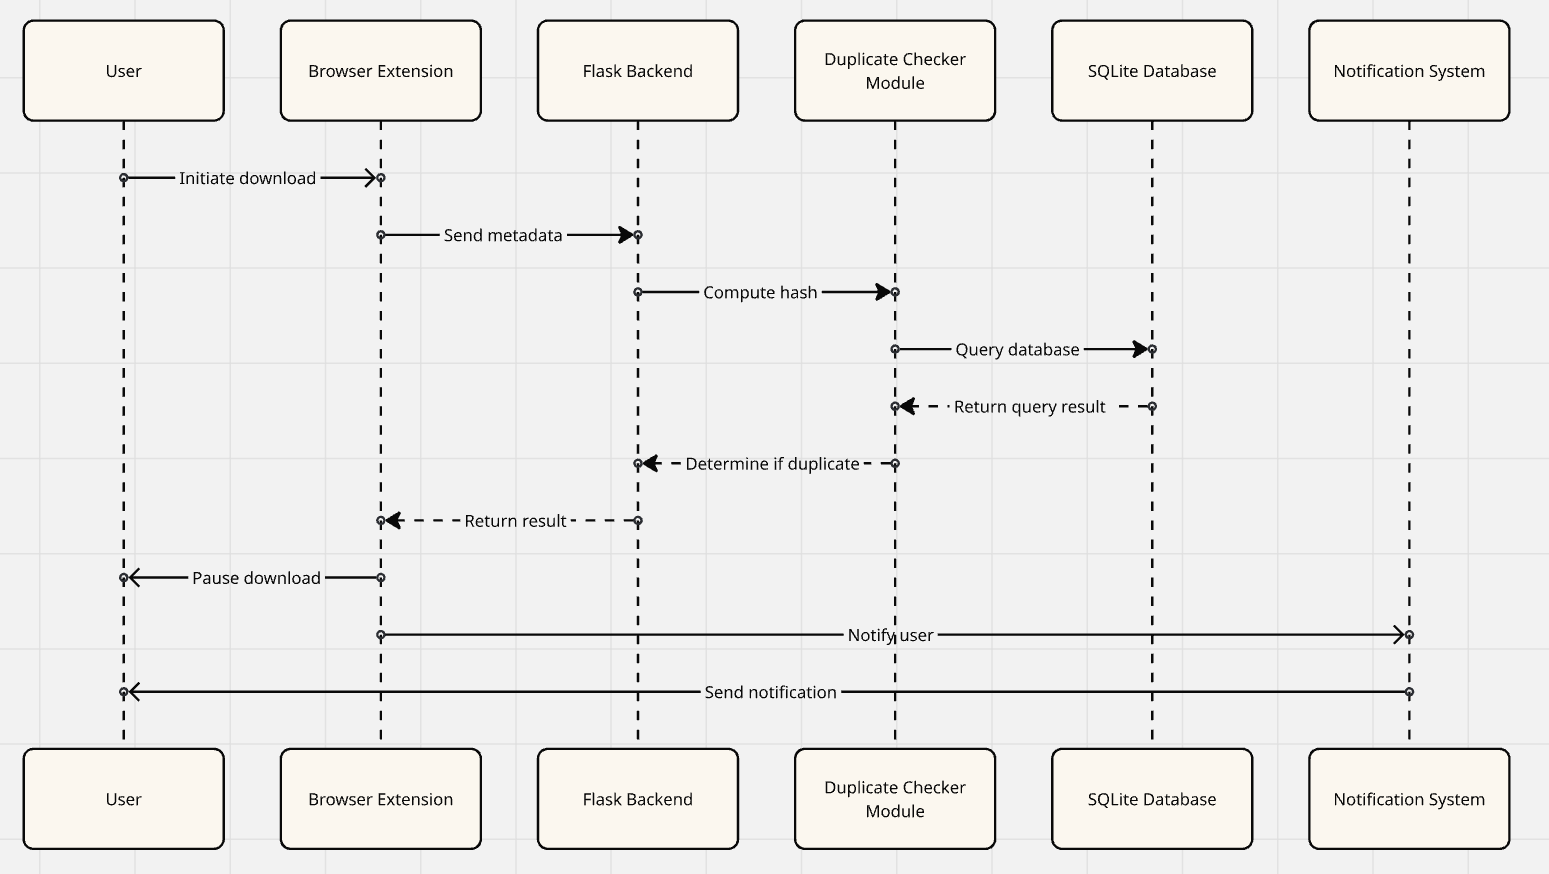 User
Browser Extension
Flask Backend
Duplicate Checker
Module
SQLite Database
Notification System
Initiate download
Send metadata
Compute hash
Query database
Return query result
Determine if duplicate
Return result
Pause download
Notify user
Send notification
User
Browser Extension
Flask Backend
Duplicate Checker
Module
SQLite Database
Notification System